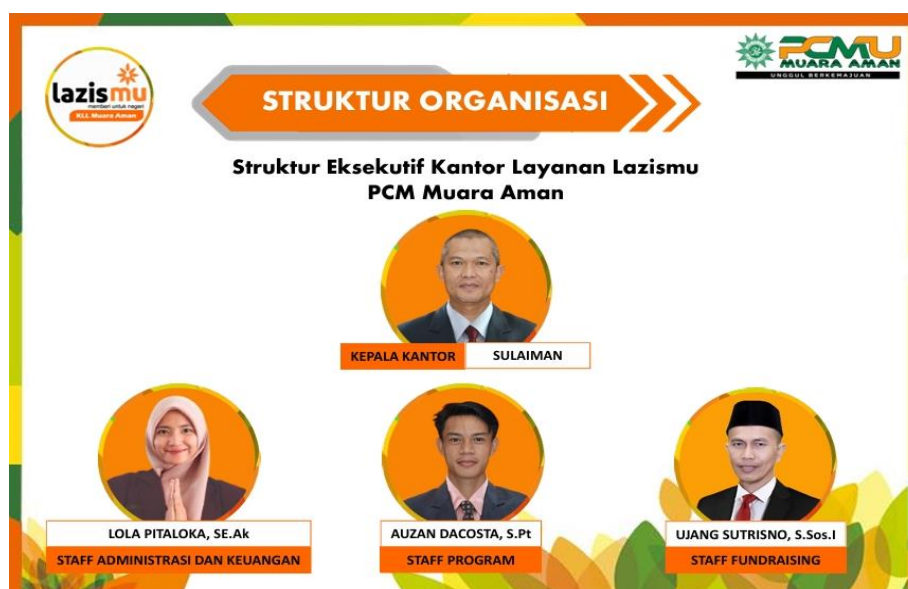 lazismu
memberi untuk negeri
KLL Muara Aman
PCMU
MUARA AMAN
UNGGUL BERKEMAJUAN
STRUKTUR ORGANISASI
Struktur Eksekutif Kantor Layanan Lazismu
PCM Muara Aman
KEPALA KANTOR SULAIMAN
LOLA PITALOKA, SE.Ak
STAFF ADMINISTRASI DAN KEUANGAN
AUZAN DACOSTA, S.Pt
STAFF PROGRAM
UJANG SUTRISNO, S.Sos.I
STAFF FUNDRAISING